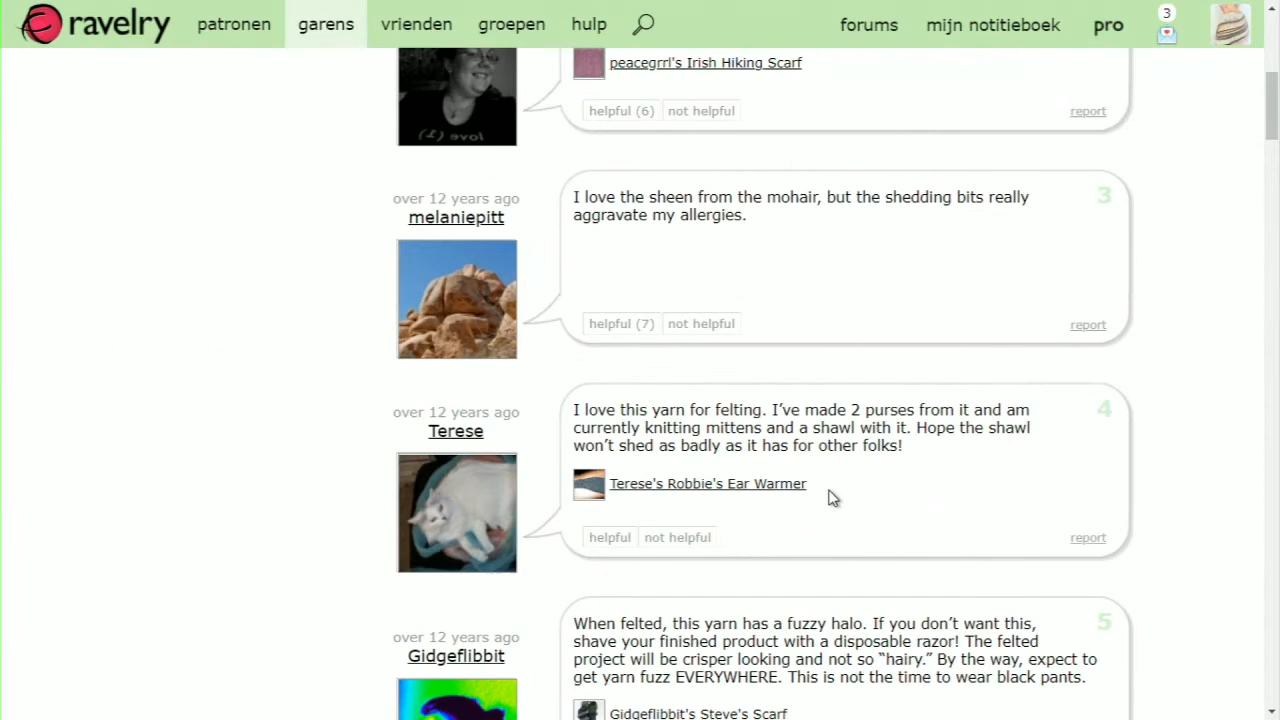 ravelry patronen garens vrienden groepen hulp forums mijn notitieboek pro 3
peacegrrl's Irish Hiking Scarf
love (1)
helpful (6) not helpful report
over 12 years ago
melaniepitt
I love the sheen from the mohair, but the shedding bits really
aggravate my allergies.
3
helpful (7) not helpful report
over 12 years ago
Terese
I love this yarn for felting. I've made 2 purses from it and am
currently knitting mittens and a shawl with it. Hope the shawl
won't shed as badly as it has for other folks!
4
Terese's Robbie's Ear Warmer
helpful not helpful report
over 12 years ago
Gidgeflibbit
When felted, this yarn has a fuzzy halo. If you don't want this,
shave your finished product with a disposable razor! The felted
project will be crisper looking and not so “hairy.” By the way, expect to
get yarn fuzz EVERYWHERE. This is not the time to wear black pants.
5
Gidgeflibbit's Steve's Scarf